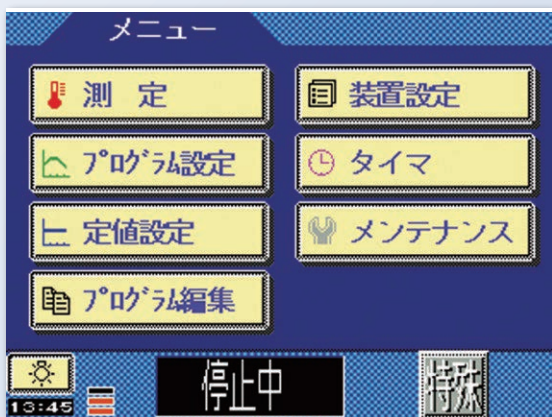 メニュー
測 定
プログラム設定
定値設定
プログラム編集
装置設定
タイマ
メンテナンス
停止中
特殊
13:45